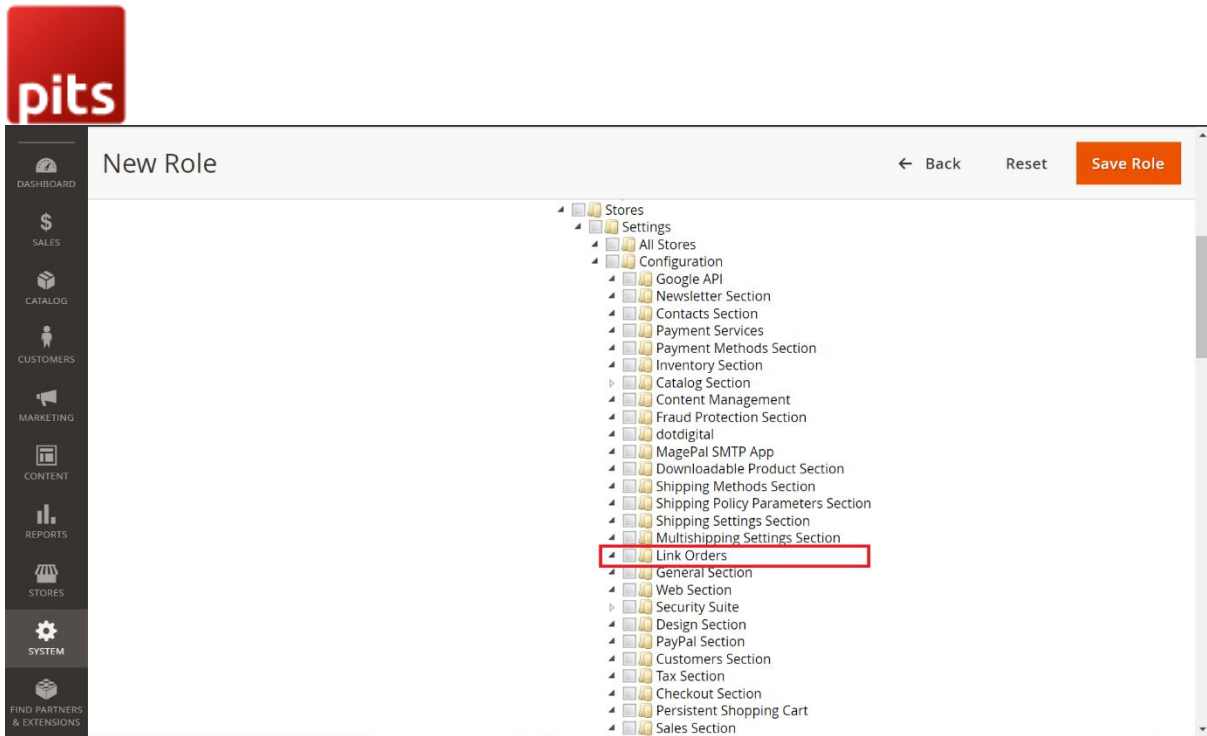 pits
New Role
Back
Reset
Save Role
DASHBOARD
SALES
CATALOG
CUSTOMERS
MARKETING
CONTENT
REPORTS
STORES
SYSTEM
FIND PARTNERS
& EXTENSIONS
Stores
Settings
All Stores
Configuration
Google API
Newsletter Section
Contacts Section
Payment Services
Payment Methods Section
Inventory Section
Catalog Section
Content Management
Fraud Protection Section
dotdigital
MagePal SMTP App
Downloadable Product Section
Shipping Methods Section
Shipping Policy Parameters Section
Shipping Settings Section
Multishipping Settings Section
Link Orders
General Section
Web Section
Security Suite
Design Section
PayPal Section
Customers Section
Tax Section
Checkout Section
Persistent Shopping Cart
Sales Section